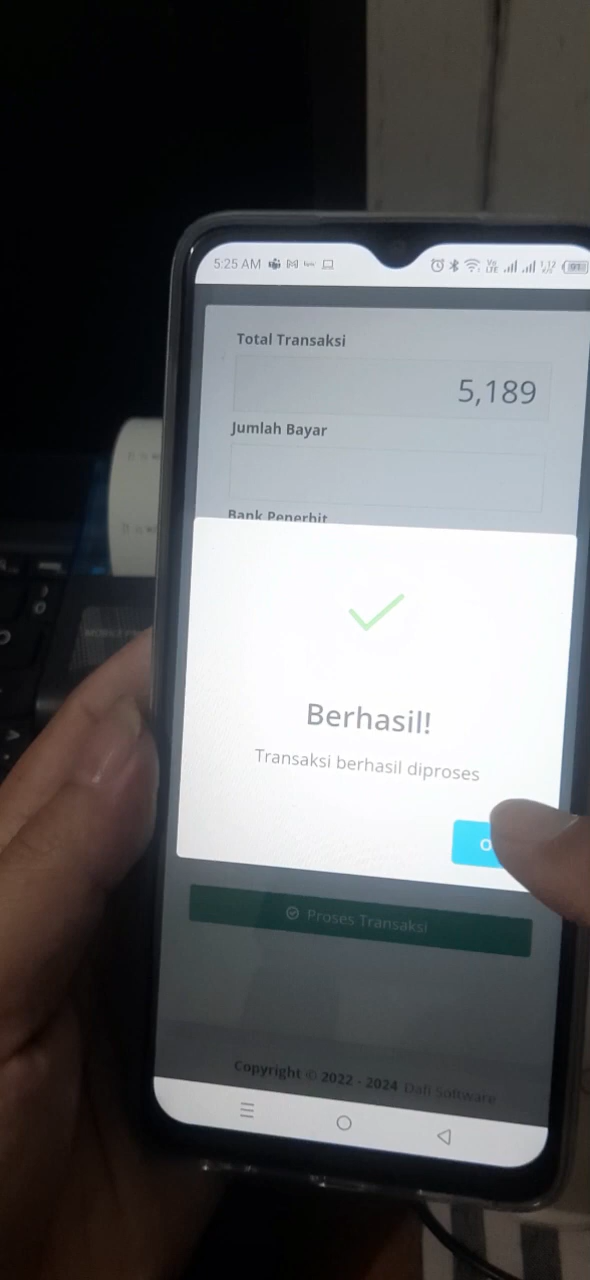 5:25 AM
Total Transaksi
5,189
Jumlah Bayar
Bank Penerbit
Berhasil!
Transaksi berhasil diproses
Proses Transaksi
Copyright © 2022 - 2024 Dafi Software